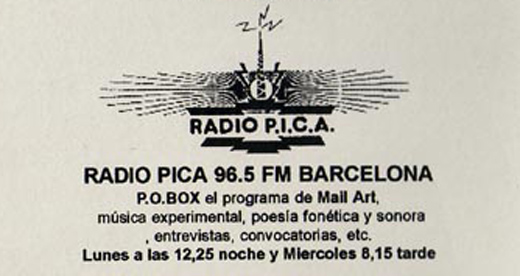 RADIO P.I.C.A.
RADIO PICA 96.5 FM BARCELONA
P.O.BOX el programa de Mail Art,
música experimental, poesía fonética y sonora
, entrevistas, convocatorias, etc.
Lunes a las 12,25 noche y Miercoles 8,15 tarde